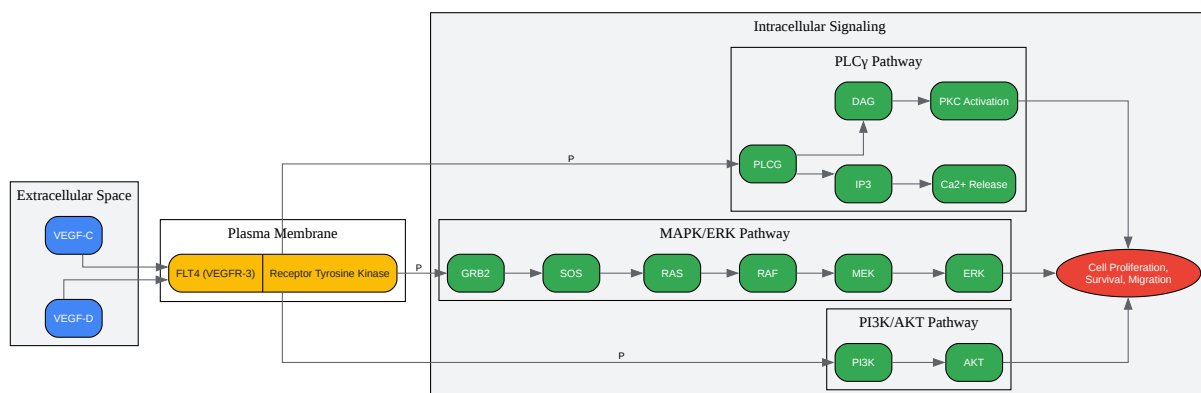 Intracellular Signaling
PLCγ Pathway
DAG
PKC Activation
P
PLCG
IP3
Ca2+ Release
Extracellular Space
VEGF-C
VEGF-D
Plasma Membrane
FLT4 (VEGFR-3)
Receptor Tyrosine Kinase
P
MAPK/ERK Pathway
GRB2
SOS
RAS
RAF
MEK
ERK
Cell Proliferation,
Survival, Migration
PI3K/AKT Pathway
P
PI3K
AKT